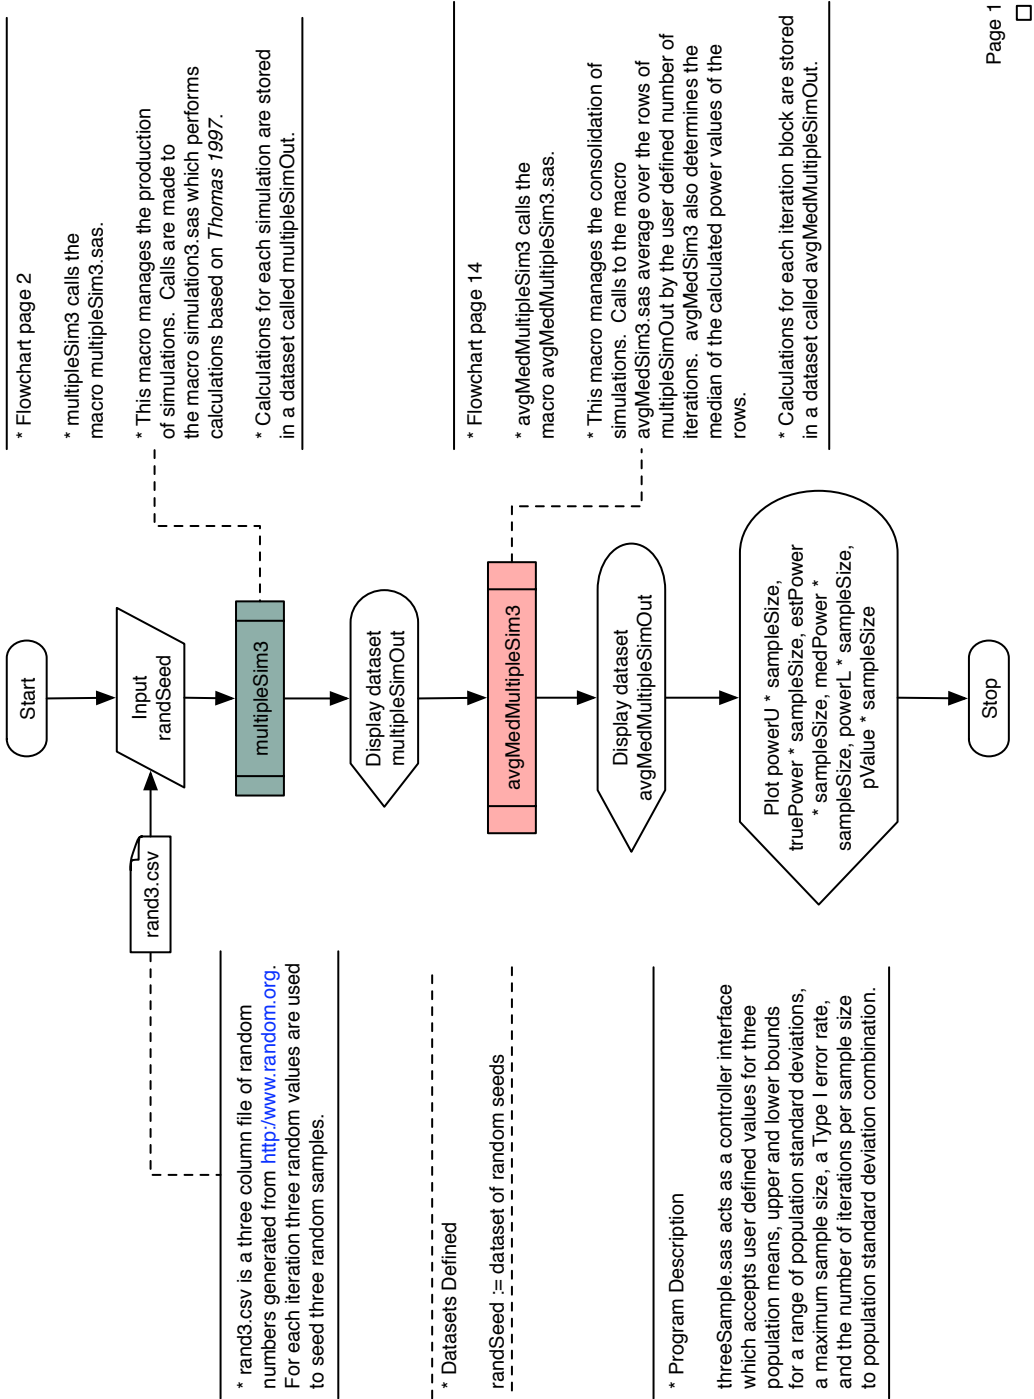 Start
Input
randSeed
rand3.csv
multipleSim3
Display dataset
multipleSimOut
avgMedMultipleSim3
Display dataset
avgMedMultipleSimOut
Plot powerU * sampleSize,
truePower * sampleSize, estPower
* sampleSize, medPower *
sampleSize, powerL * sampleSize,
pValue * sampleSize
Stop
* rand3.csv is a three column file of random
numbers generated from http:/www.random.org.
For each iteration three random values are used
to seed three random samples.
* Datasets Defined
randSeed := dataset of random seeds
* Program Description
threeSample.sas acts as a controller interface
which accepts user defined values for three
population means, upper and lower bounds
for a range of population standard deviations,
a maximum sample size, a Type I error rate,
and the number of iterations per sample size
to population standard deviation combination.
* Flowchart page 2
* multipleSim3 calls the
macro multipleSim3.sas.
* This macro manages the production
of simulations. Calls are made to
the macro simulation3.sas which performs
calculations based on Thomas 1997.
* Calculations for each simulation are stored
in a dataset called multipleSimOut.
* Flowchart page 14
* avgMedMultipleSim3 calls the
macro avgMedMultipleSim3.sas.
* This macro manages the consolidation of
simulations. Calls to the macro
avgMedSim3.sas average over the rows of
multipleSimOut by the user defined number of
iterations. avgMedSim3 also determines the
median of the calculated power values of the
rows.
* Calculations for each iteration block are stored
in a dataset called avgMedMultipleSimOut.
Page 1